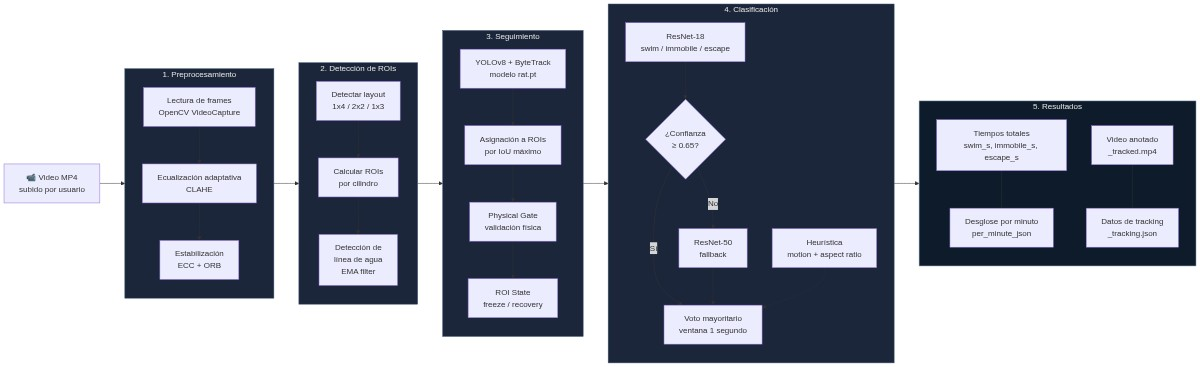 📹 Video MP4
subido por usuario
1. Preprocesamiento
Lectura de frames
OpenCV VideoCapture
Ecualización adaptativa
CLAHE
Estabilización
ECC + ORB
2. Detección de ROIs
Detectar layout
1x4 / 2x2 / 1x3
Calcular ROIs
por cilindro
Detección de
línea de agua
EMA filter
3. Seguimiento
YOLOv8 + ByteTrack
modelo rat.pt
Asignación a ROIs
por IoU máximo
Physical Gate
validación física
ROI State
freeze / recovery
4. Clasificación
ResNet-18
swim / immobile / escape
¿Confianza
≥ 0.65?
No
Sí
ResNet-50
fallback
Heurística
motion + aspect ratio
Voto mayoritario
ventana 1 segundo
5. Resultados
Tiempos totales
swim_s, immobile_s,
escape_s
Video anotado
_tracked.mp4
Desglose por minuto
per_minute_json
Datos de tracking
_tracking.json